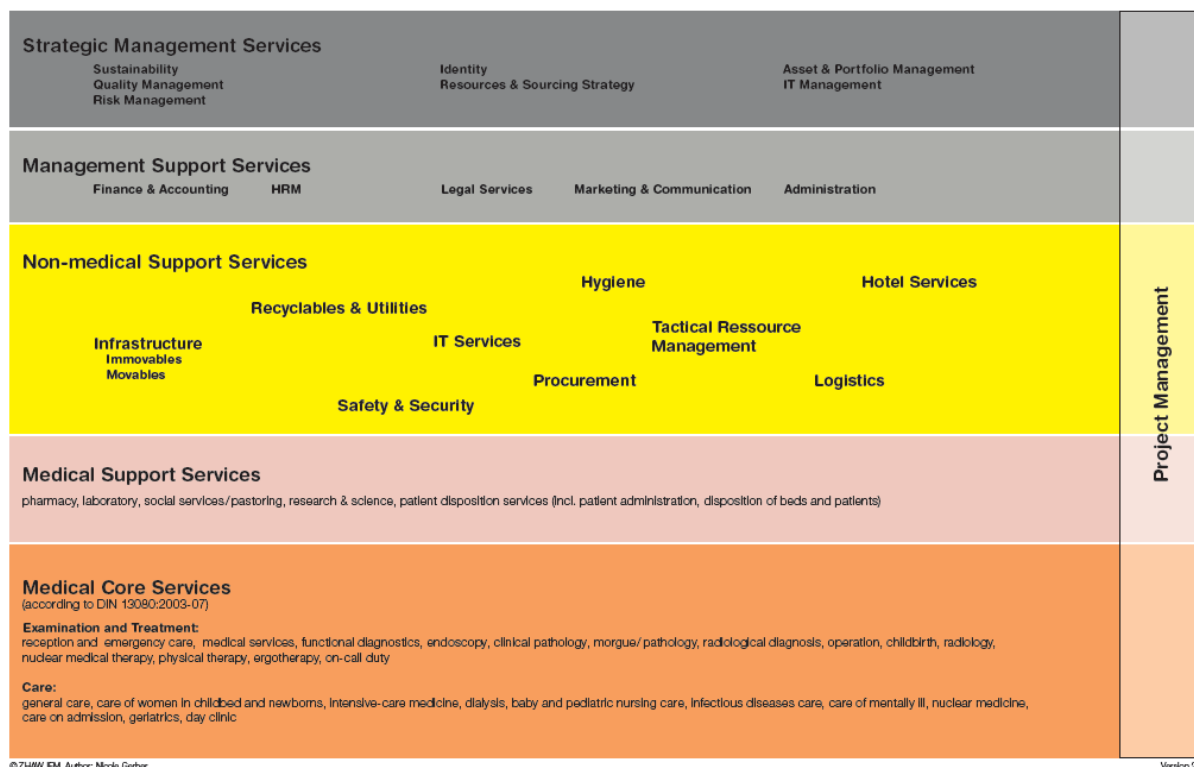 Strategic Management Services
Sustainability Identity Asset & Portfolio Management
Quality Management Resources & Sourcing Strategy IT Management
Risk Management
Management Support Services
Finance & Accounting HRM Legal Services Marketing & Communication Administration
Non-medical Support Services
Hygiene Hotel Services
Recyclables & Utilities
Tactical Ressource
Management
Infrastructure IT Services
Immovables
Movables
Procurement Logistics
Safety & Security
Medical Support Services
pharmacy, laboratory, social services/pastoring, research & science, patient disposition services (incl. patient administration, disposition of beds and patients)
Medical Core Services
(according to DIN 13080:2003-07)
Examination and Treatment:
reception and emergency care, medical services, functional diagnostics, endoscopy, clinical pathology, morgue/pathology, radiological diagnosis, operation, childbirth, radiology,
nuclear medical therapy, physical therapy, ergotherapy, on-call duty
Care:
general care, care of women in childbed and newborns, intensive-care medicine, dialysis, baby and pediatric nursing care, infectious diseases care, care of mentally ill, nuclear medicine,
care on admission, geriatrics, day clinic
Project Management